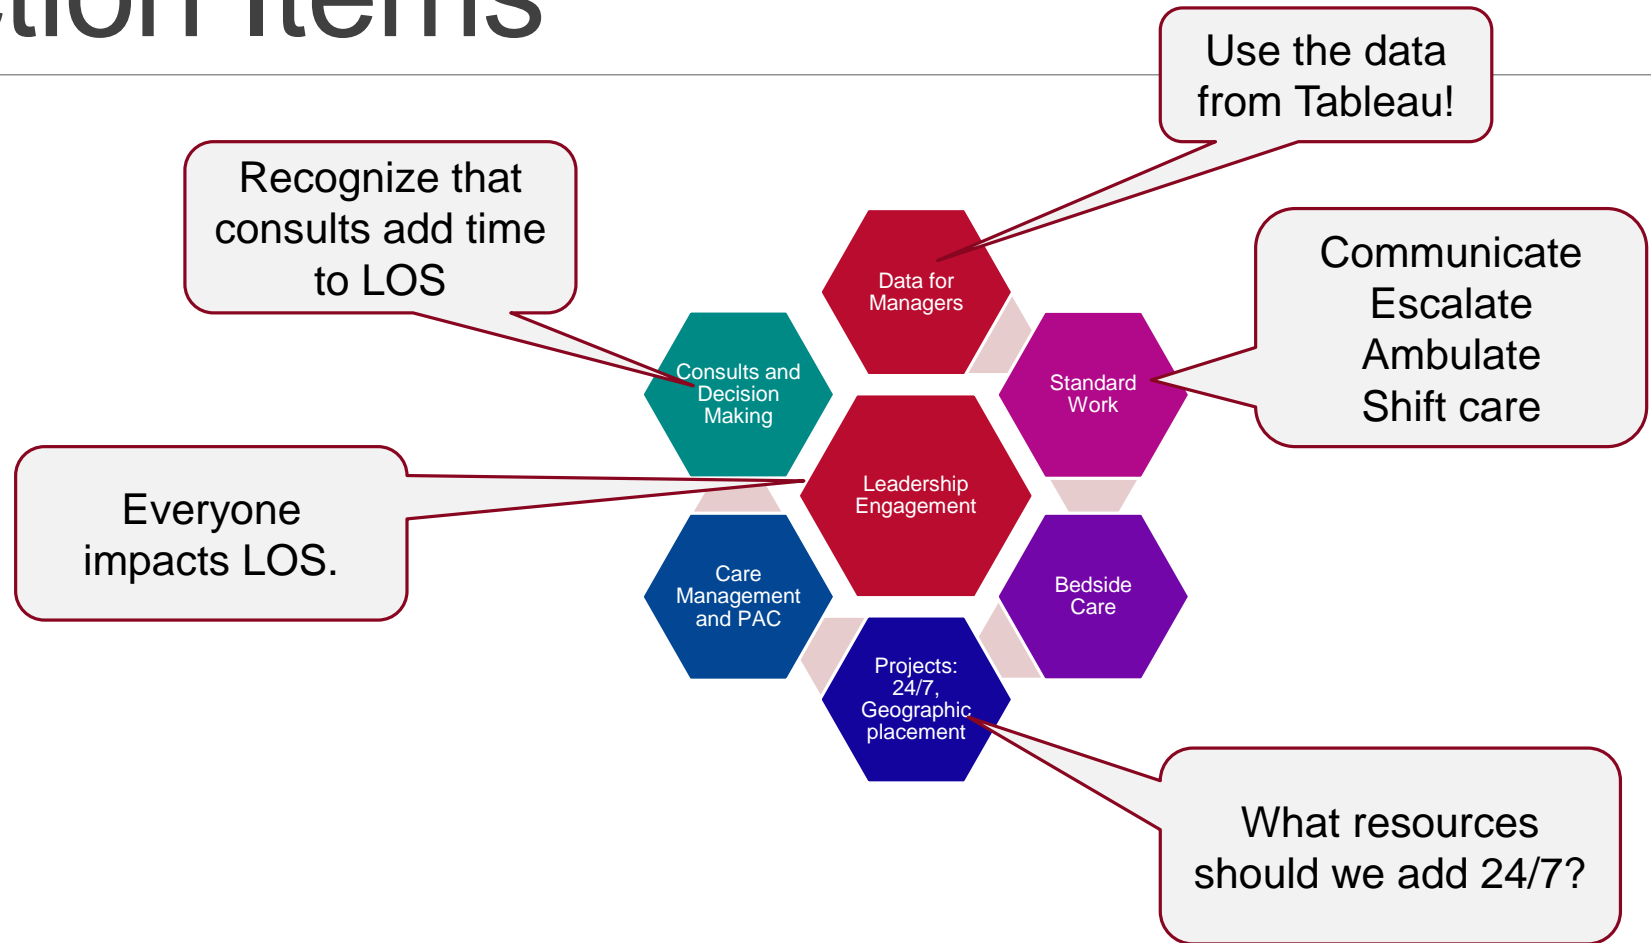 ction Items
Use the data
from Tableau!
Recognize that
consults add time
to LOS
Communicate
Escalate
Ambulate
Shift care
Everyone
impacts LOS.
What resources
should we add 24/7?
Data for
Managers
Consults and
Decision
Making
Standard
Work
Leadership
Engagement
Care
Management
and PAC
Bedside
Care
Projects:
24/7,
Geographic
placement